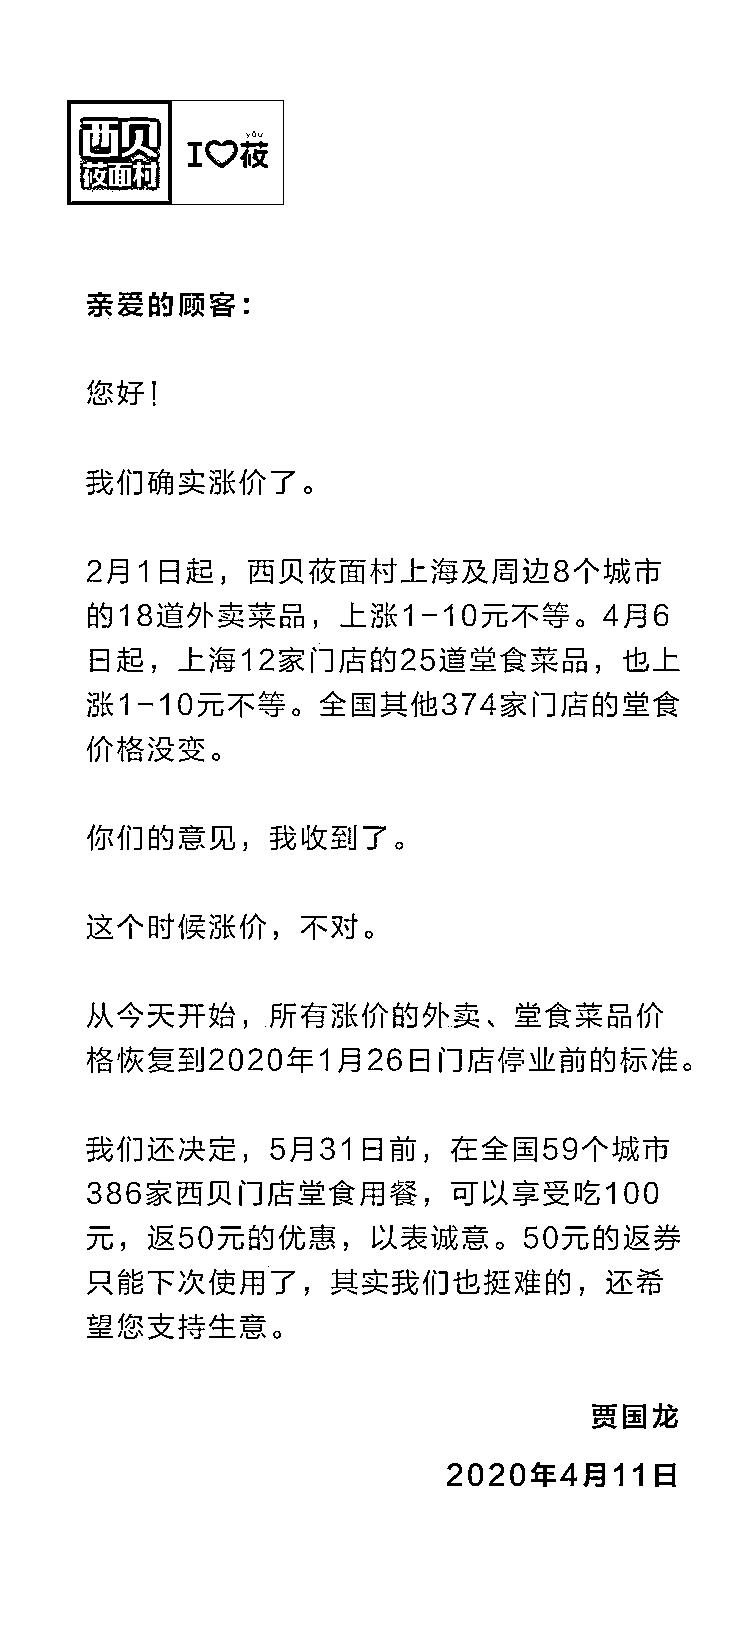 西贝
莜面村
I♡莜
yóu
亲爱的顾客：
您好！
我们确实涨价了。
2月1日起，西贝莜面村上海及周边8个城市
的18道外卖菜品，上涨1-10元不等。4月6
日起，上海12家门店的25道堂食菜品，也上
涨1-10元不等。全国其他374家门店的堂食
价格没变。
你们的意见，我收到了。
这个时候涨价，不对。
从今天开始，所有涨价的外卖、堂食菜品价
格恢复到2020年1月26日门店停业前的标准。
我们还决定，5月31日前，在全国59个城市
386家西贝门店堂食用餐，可以享受吃100
元，返50元的优惠，以表诚意。50元的返券
只能下次使用了，其实我们也挺难的，还希
望您支持生意。
贾国龙
2020年4月11日